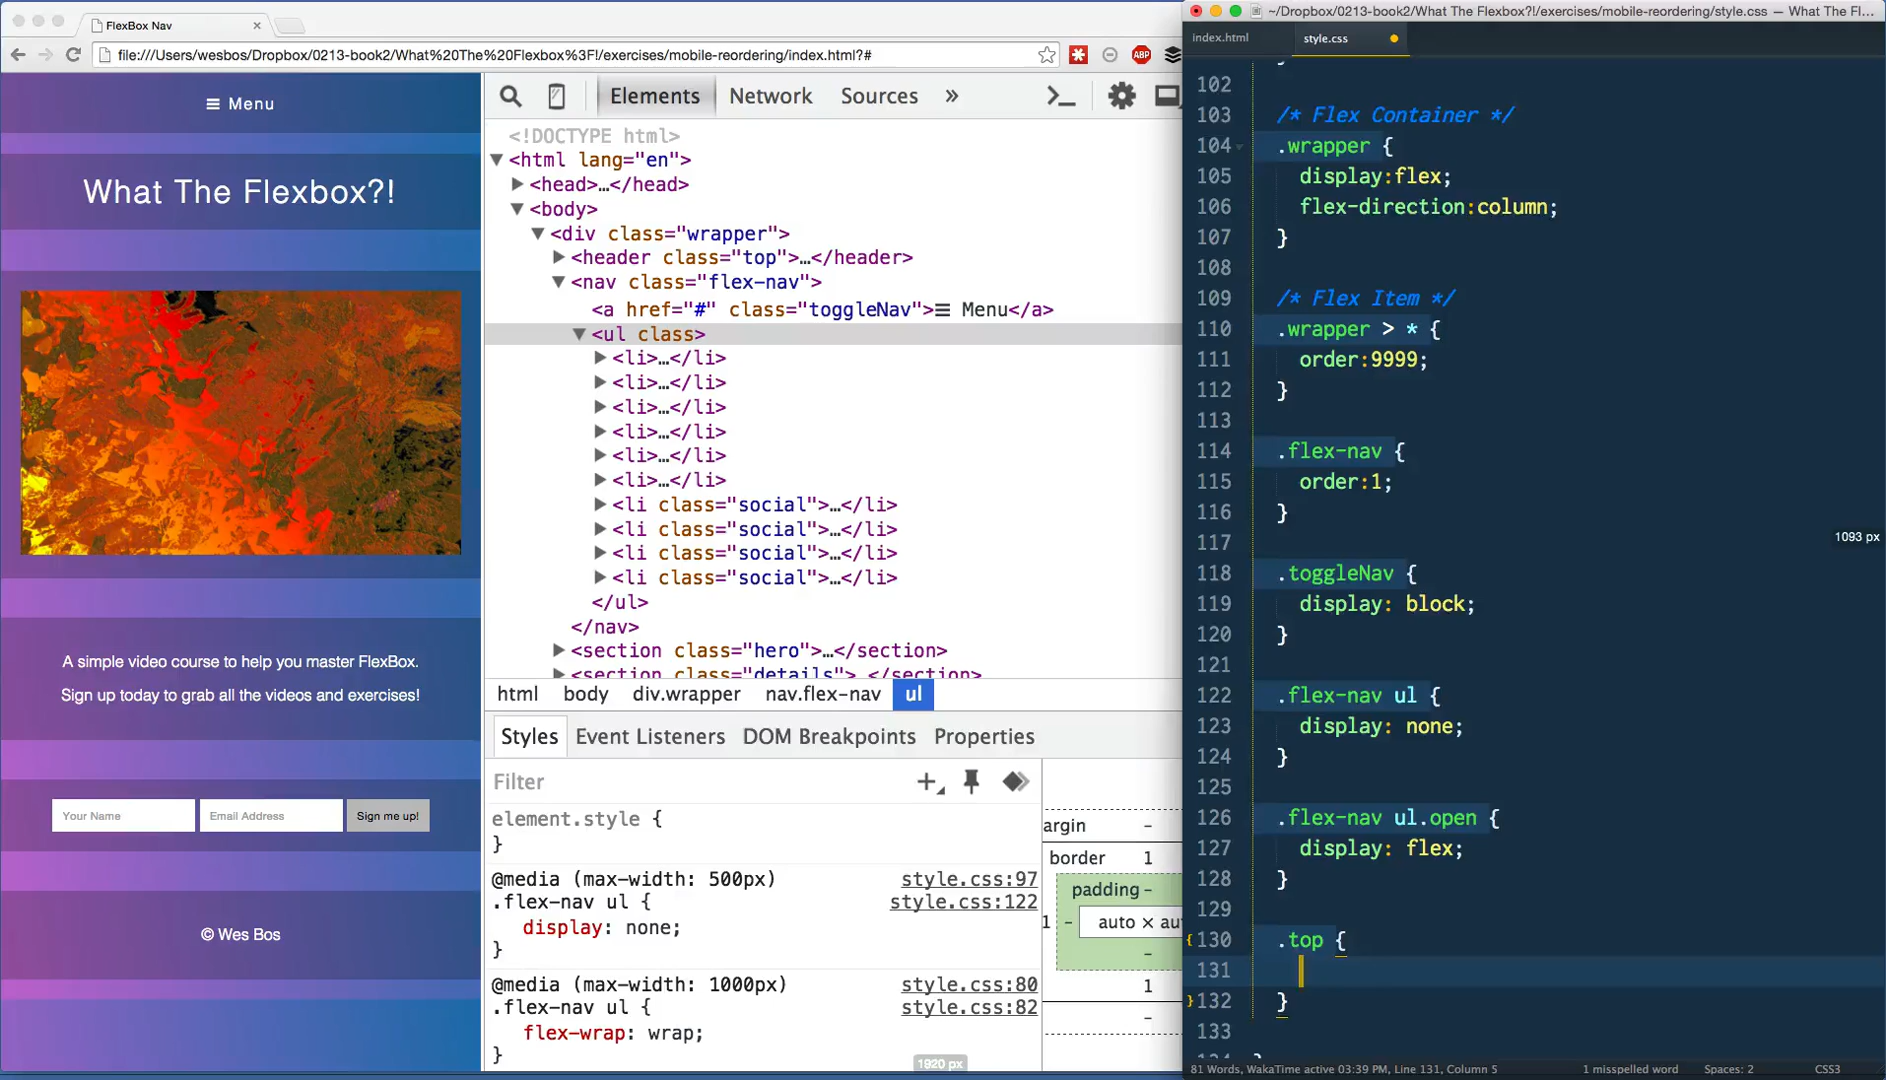 FlexBox Nav
file:///Users/wesbos/Dropbox/0213-book2/What%20The%20Flexbox%3F!/exercises/mobile-reordering/index.html?#
ABP
≡ Menu
What The Flexbox?!
A simple video course to help you master FlexBox.
Sign up today to grab all the videos and exercises!
Your Name
Email Address
Sign me up!
© Wes Bos
Elements Network Sources »
<!DOCTYPE html>
<html lang="en">
<head>…</head>
<body>
<div class="wrapper">
<header class="top">…</header>
<nav class="flex-nav">
<a href="#" class="toggleNav">☰ Menu</a>
<ul class>
<li>…</li>
<li>…</li>
<li>…</li>
<li>…</li>
<li>…</li>
<li>…</li>
<li class="social">…</li>
<li class="social">…</li>
<li class="social">…</li>
<li class="social">…</li>
</ul>
</nav>
<section class="hero">…</section>
<section class="details">…</section>
html body div.wrapper nav.flex-nav ul
Styles Event Listeners DOM Breakpoints Properties
Filter
element.style {
}
@media (max-width: 500px) style.css:97
.flex-nav ul { style.css:122
display: none;
}
@media (max-width: 1000px) style.css:80
.flex-nav ul { style.css:82
flex-wrap: wrap;
}
argin –
border 1
padding –
1 – auto × au
–
1
–
1920 px
~/Dropbox/0213-book2/What The Flexbox?!/exercises/mobile-reordering/style.css — What The Fl…
index.html style.css
102
103 /* Flex Container */
104 .wrapper {
105 display:flex;
106 flex-direction:column;
107 }
108
109 /* Flex Item */
110 .wrapper > * {
111 order:9999;
112 }
113
114 .flex-nav {
115 order:1;
116 }
117
118 .toggleNav {
119 display: block;
120 }
121
122 .flex-nav ul {
123 display: none;
124 }
125
126 .flex-nav ul.open {
127 display: flex;
128 }
129
130 .top {
131
132 }
133
1093 px
81 Words, WakaTime active 03:39 PM, Line 131, Column 5 1 misspelled word Spaces: 2 CSS3